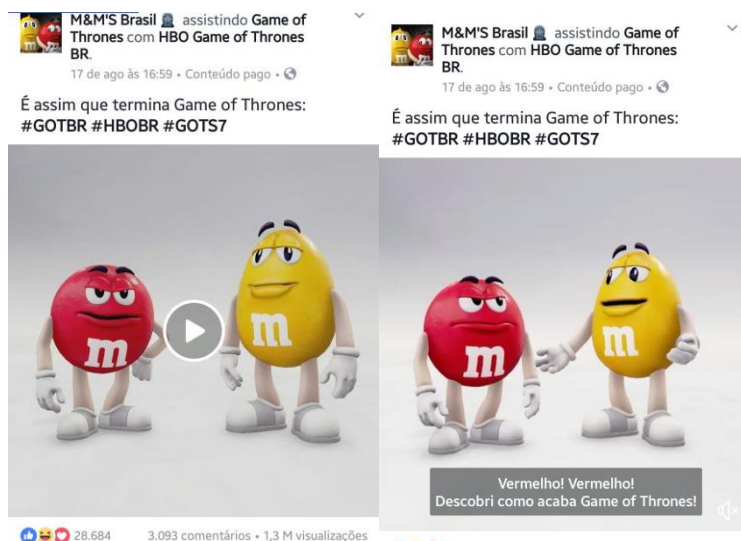 M&M'S Brasil assistindo Game of
Thrones com HBO Game of Thrones
BR.
17 de ago às 16:59 • Conteúdo pago •
É assim que termina Game of Thrones:
#GOTBR #HBOBR #GOTS7
m
m
28.684 3.093 comentários • 1,3 M visualizações
M&M'S Brasil assistindo Game of
Thrones com HBO Game of Thrones
BR.
17 de ago às 16:59 • Conteúdo pago •
É assim que termina Game of Thrones:
#GOTBR #HBOBR #GOTS7
m
m
Vermelho! Vermelho!
Descobri como acaba Game of Thrones!